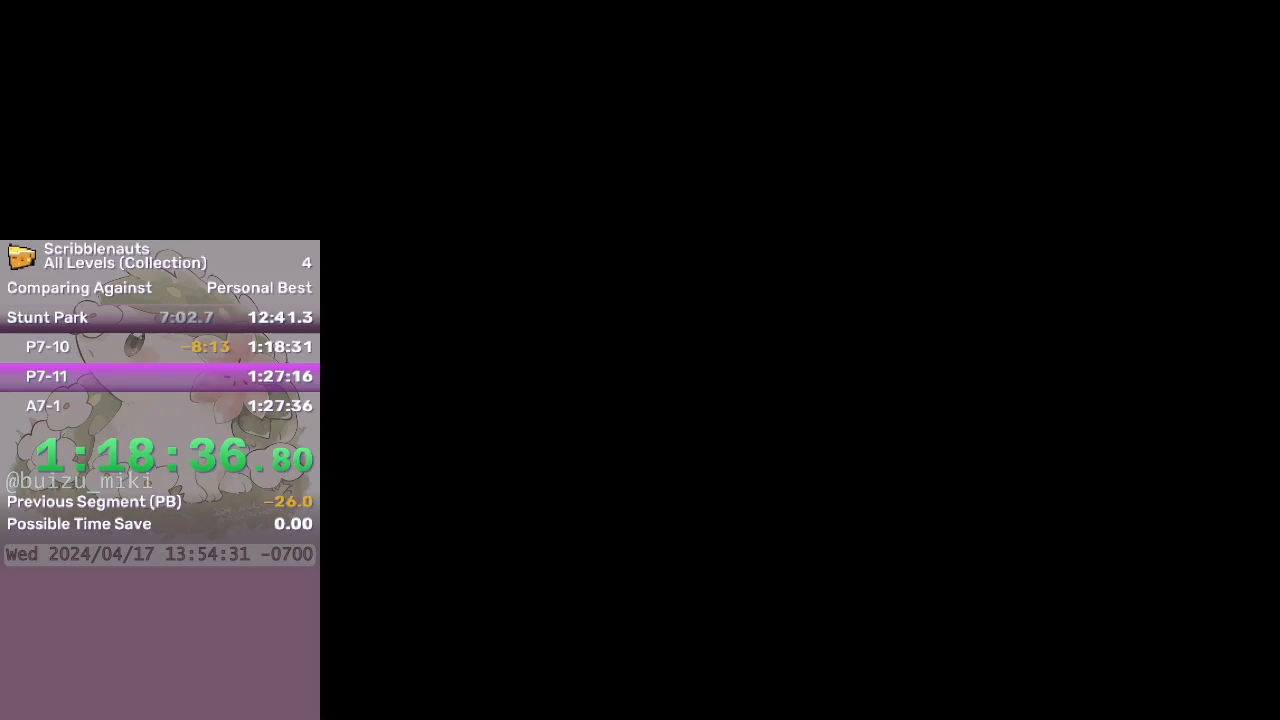 Scribblenauts
All Levels (Collection) 4
Comparing Against Personal Best
Stunt Park 7:02.7 12:41.3
P7-10 −8:13 1:18:31
P7-11 1:27:16
A7-1 1:27:36
1:18:36.80
@buizu_miki
Previous Segment (PB) −26.0
Possible Time Save 0.00
Wed 2024/04/17 13:54:31 -0700